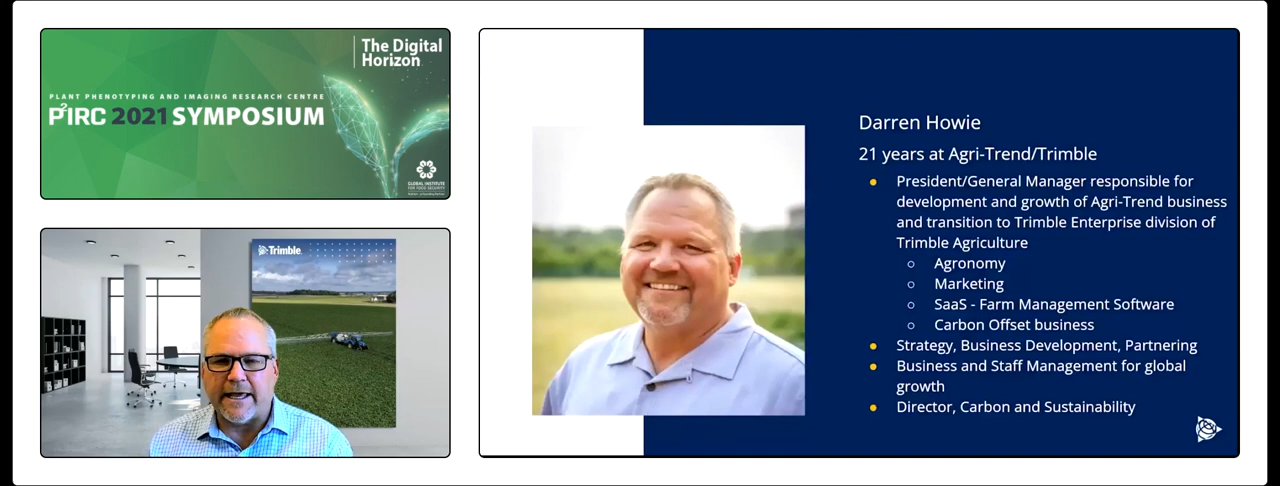 The Digital
Horizon
PLANT PHENOTYPING AND IMAGING RESEARCH CENTRE
P²IRC 2021 SYMPOSIUM
GLOBAL INSTITUTE
FOR FOOD SECURITY
Trimble
Darren Howie
21 years at Agri-Trend/Trimble
● President/General Manager responsible for
development and growth of Agri-Trend business
and transition to Trimble Enterprise division of
Trimble Agriculture
○ Agronomy
○ Marketing
○ SaaS - Farm Management Software
○ Carbon Offset business
● Strategy, Business Development, Partnering
● Business and Staff Management for global
growth
● Director, Carbon and Sustainability